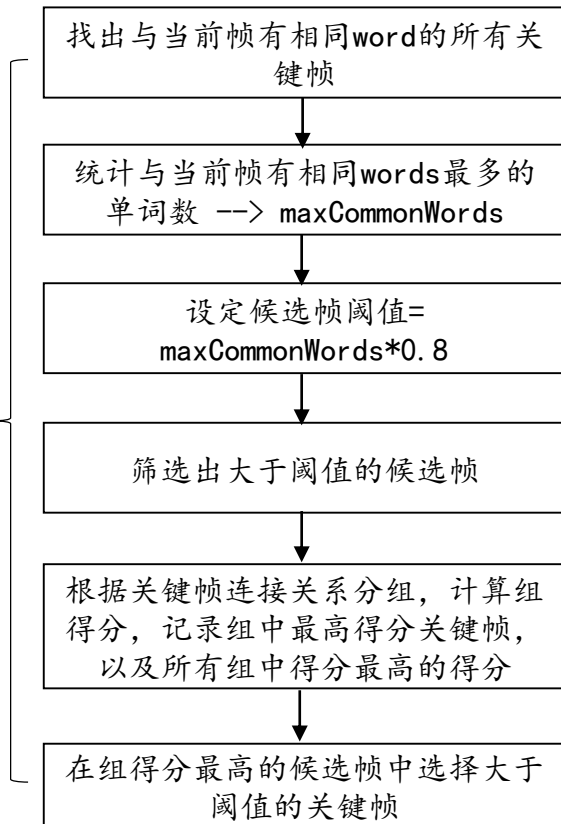 找出与当前帧有相同word的所有关
键帧
统计与当前帧有相同words最多的
单词数 --> maxCommonWords
设定候选帧阈值=
maxCommonWords*0.8
筛选出大于阈值的候选帧
根据关键帧连接关系分组，计算组
得分，记录组中最高得分关键帧，
以及所有组中得分最高的得分
在组得分最高的候选帧中选择大于
阈值的关键帧